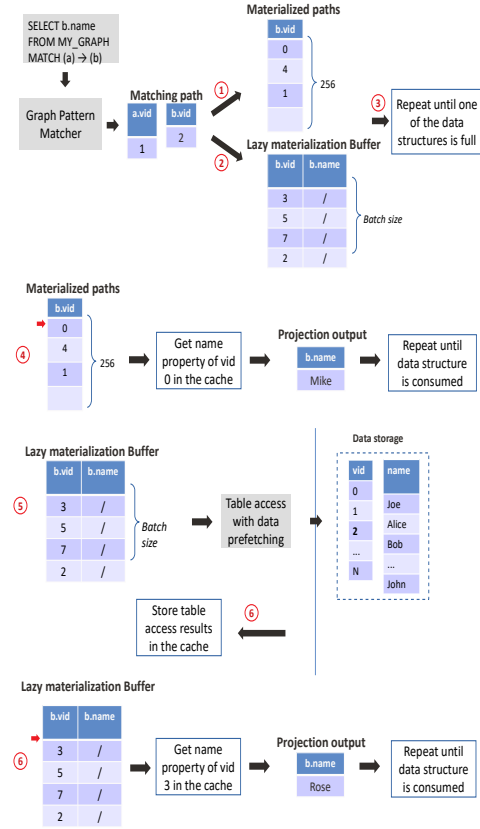 SELECT b.name
FROM MY_GRAPH
MATCH (a) → (b)
Graph Pattern
Matcher
Matching path
a.vid
1
b.vid
2
1
2
Materialized paths
b.vid
0
4
1
256
Lazy materialization Buffer
b.vid b.name
3 /
5 /
7 /
2 /
Batch size
3
Repeat until
one of the data
structures is full
Materialized paths
4
b.vid
0
4
1
256
Get name
property of vid
0 in the cache
Projection output
b.name
Mike
Repeat until
data structure
is consumed
Lazy materialization Buffer
5
b.vid b.name
3 /
5 /
7 /
2 /
Batch
size
Table access
with data
prefetching
Data storage
vid
0
1
2
...
N
name
Joe
Alice
Bob
...
John
6
Store table
access results
in the cache
Lazy materialization Buffer
6
b.vid b.name
3 /
5 /
7 /
2 /
Get name
property of vid
3 in the cache
Projection output
b.name
Rose
Repeat until
data structure
is consumed